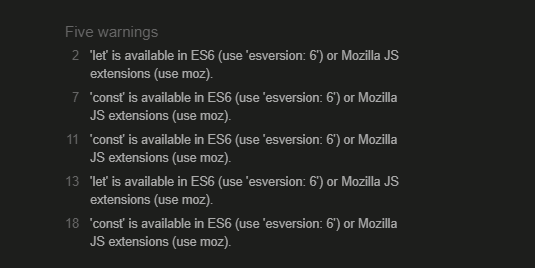 Five warnings
2 'let' is available in ES6 (use 'esversion: 6') or Mozilla JS
extensions (use moz).
7 'const' is available in ES6 (use 'esversion: 6') or Mozilla
JS extensions (use moz).
11 'const' is available in ES6 (use 'esversion: 6') or Mozilla
JS extensions (use moz).
13 'let' is available in ES6 (use 'esversion: 6') or Mozilla JS
extensions (use moz).
18 'const' is available in ES6 (use 'esversion: 6') or Mozilla
JS extensions (use moz).